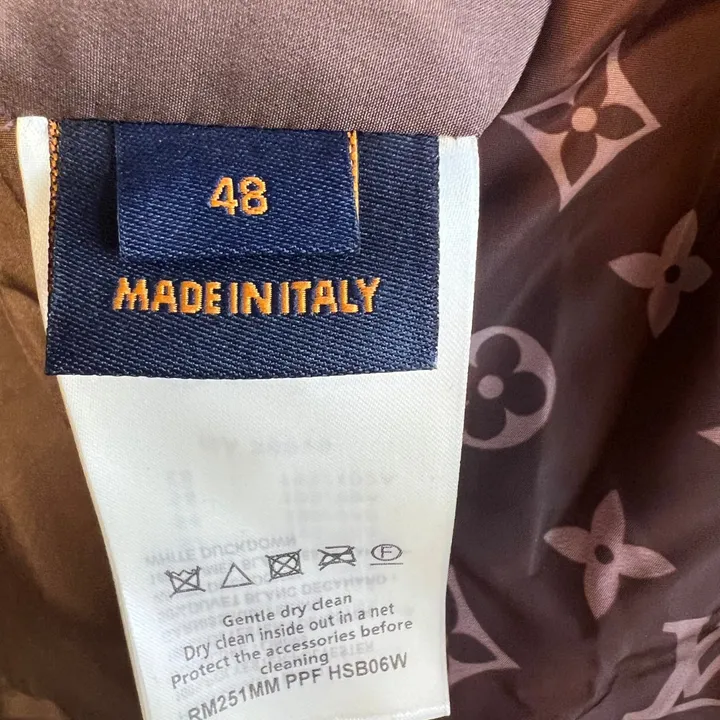 48
MADE IN ITALY
F
Gentle dry clean
Dry clean inside out in a net
Protect the accessories before
cleaning
RM251MM PPF HSB06W